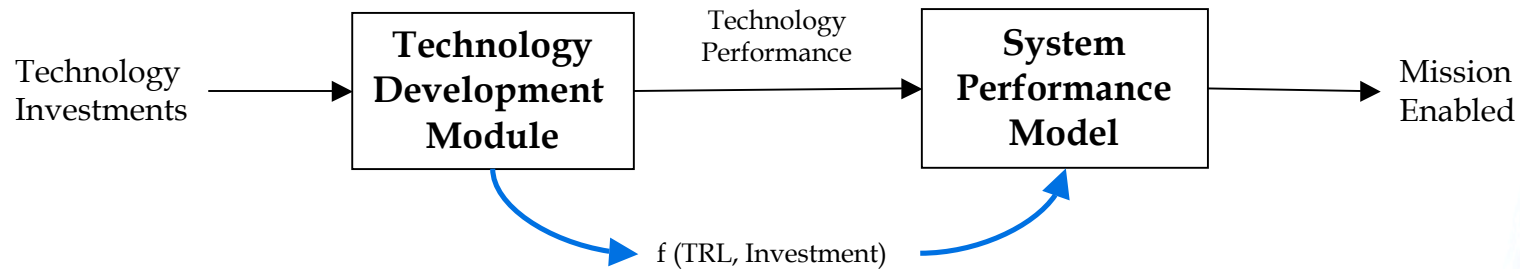 Technology
Investments
Technology
Development
Module
Technology
Performance
System
Performance
Model
Mission
Enabled
f (TRL, Investment)